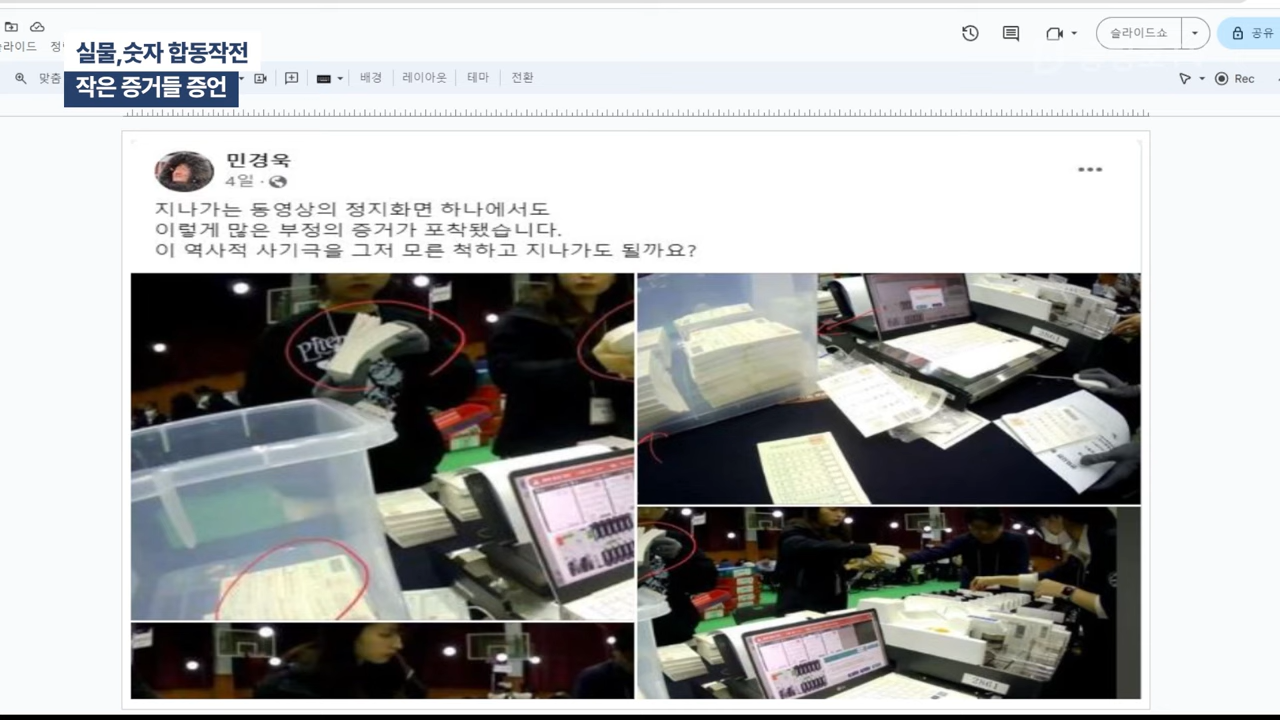 실물,숫자 합동작전
작은 증거들 증언
슬라이드쇼
공유
맞춤
배경
레이아웃
테마
전환
Rec
민경욱
4일
지나가는 동영상의 정지화면 하나에서도
이렇게 많은 부정의 증거가 포착됐습니다.
이 역사적 사기극을 그저 모른 척하고 지나가도 될까요?